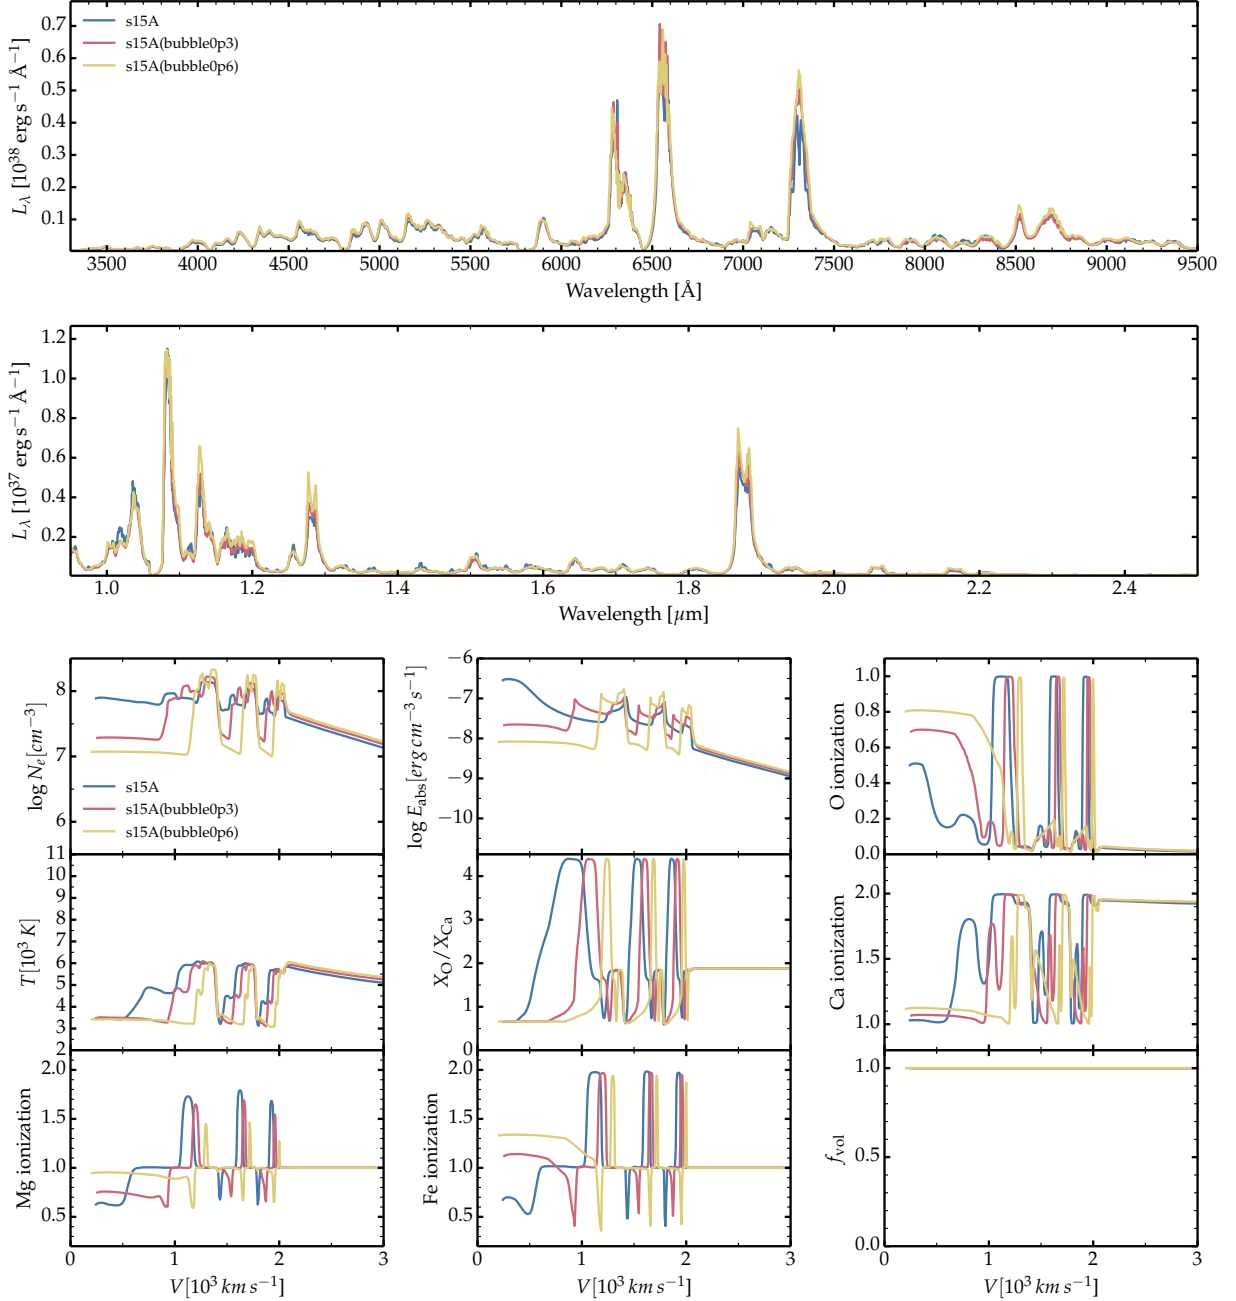 0.7
0.6
0.5
0.4
0.3
0.2
0.1
L_λ [10^38 erg s^−1 Å^−1]
s15A
s15A(bubble0p3)
s15A(bubble0p6)
3500 4000 4500 5000 5500 6000 6500 7000 7500 8000 8500 9000 9500
Wavelength [Å]
1.2
1.0
0.8
0.6
0.4
0.2
L_λ [10^37 erg s^−1 Å^−1]
1.0 1.2 1.4 1.6 1.8 2.0 2.2 2.4
Wavelength [μm]
8
7
6
log N_e[cm^−3]
s15A
s15A(bubble0p3)
s15A(bubble0p6)
−6
−7
−8
−9
−10
log E_abs[erg cm^−3 s^−1]
1.0
0.8
0.6
0.4
0.2
0.0
O ionization
11
10
9
8
7
6
5
4
3
2
T[10^3 K]
4
3
2
1
0
X_O/X_Ca
2.0
1.5
1.0
Ca ionization
2.0
1.5
1.0
0.5
Mg ionization
0 1 2 3
V[10^3 km s^−1]
2.0
1.5
1.0
0.5
Fe ionization
0 1 2 3
V[10^3 km s^−1]
1.0
0.5
0.0
f_vol
0 1 2 3
V[10^3 km s^−1]